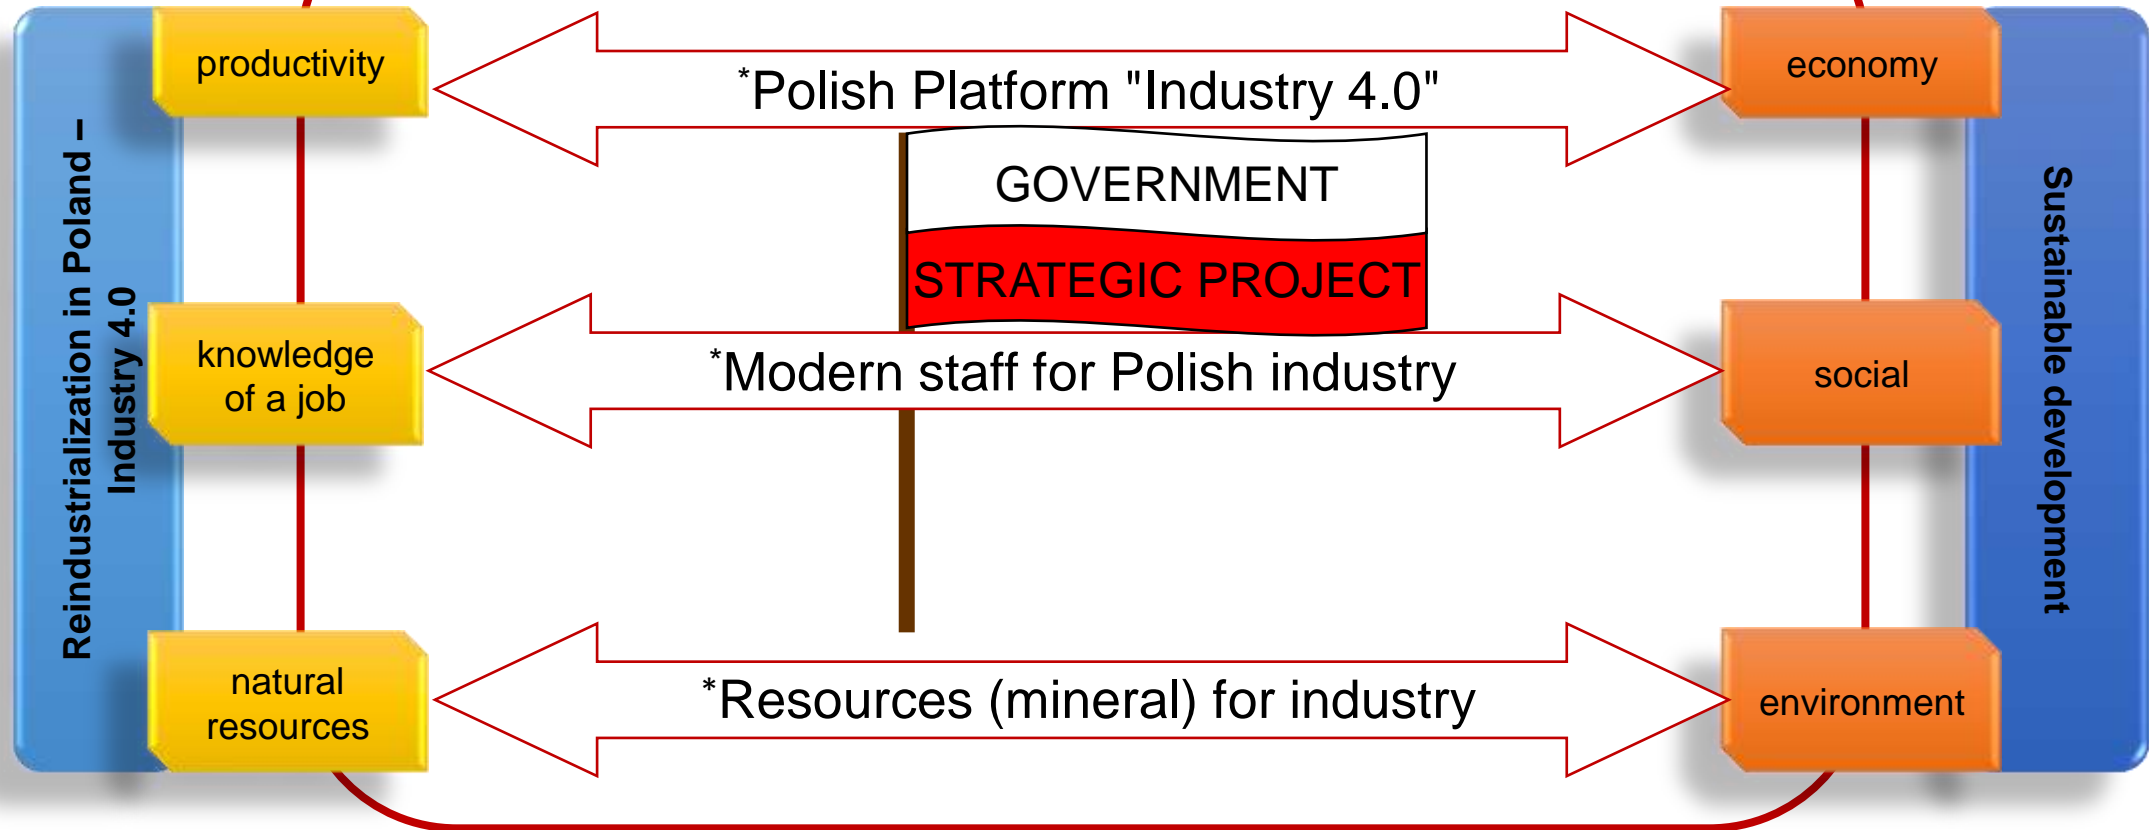 Reindustrialization in Poland –
Industry 4.0
productivity
*Polish Platform "Industry 4.0"
economy
GOVERNMENT
STRATEGIC PROJECT
knowledge
of a job
*Modern staff for Polish industry
social
natural
resources
*Resources (mineral) for industry
environment
Sustainable development